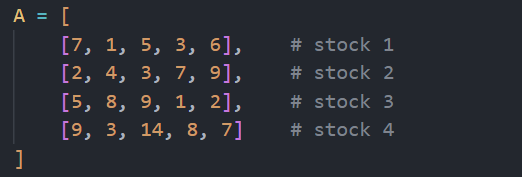 A = [
[7, 1, 5, 3, 6],    # stock 1
[2, 4, 3, 7, 9],    # stock 2
[5, 8, 9, 1, 2],    # stock 3
[9, 3, 14, 8, 7]    # stock 4
]